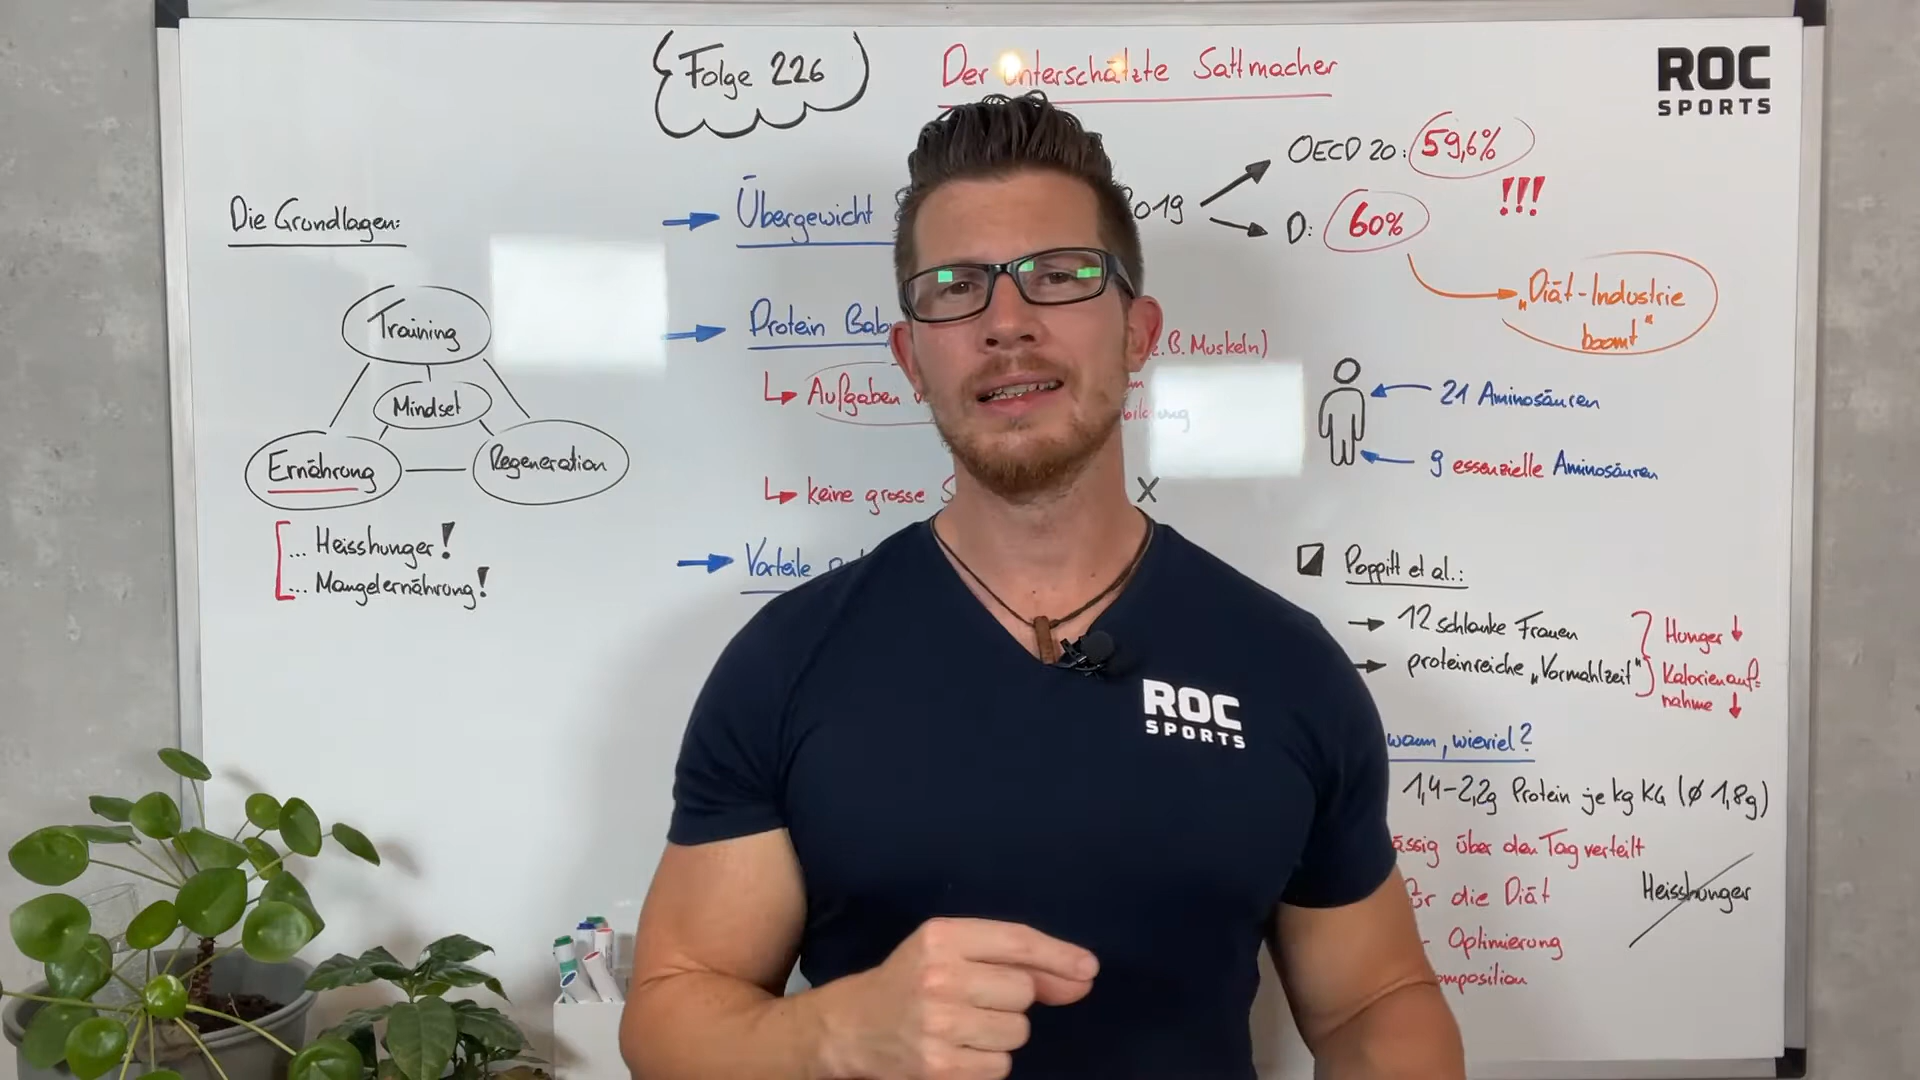 Folge 226
Der unterschätzte Sattmacher
ROC
SPORTS
Die Grundlagen:
Training
Mindset
Ernährung
Regeneration
... Heisshunger!
... Mangelernährung!
Übergewicht
2019
OECD 20: 59,6%
D: 60%
!!!
"Diät-Industrie
boomt"
Protein
z.B. Muskeln)
Aufgaben
keine grosse
X
21 Aminosäuren
9 essenzielle Aminosäuren
Vorteile
Poppitt et al.:
12 schlanke Frauen
proteinreiche „Vormahlzeit"
Hunger ↓
Kalorienauf=
nahme ↓
wann, wieviel?
1,4-2,2g Protein je kg KG (Ø 1,8g)
über den Tag verteilt
für die Diät
Heisshunger
- Optimierung
ROC
SPORTS